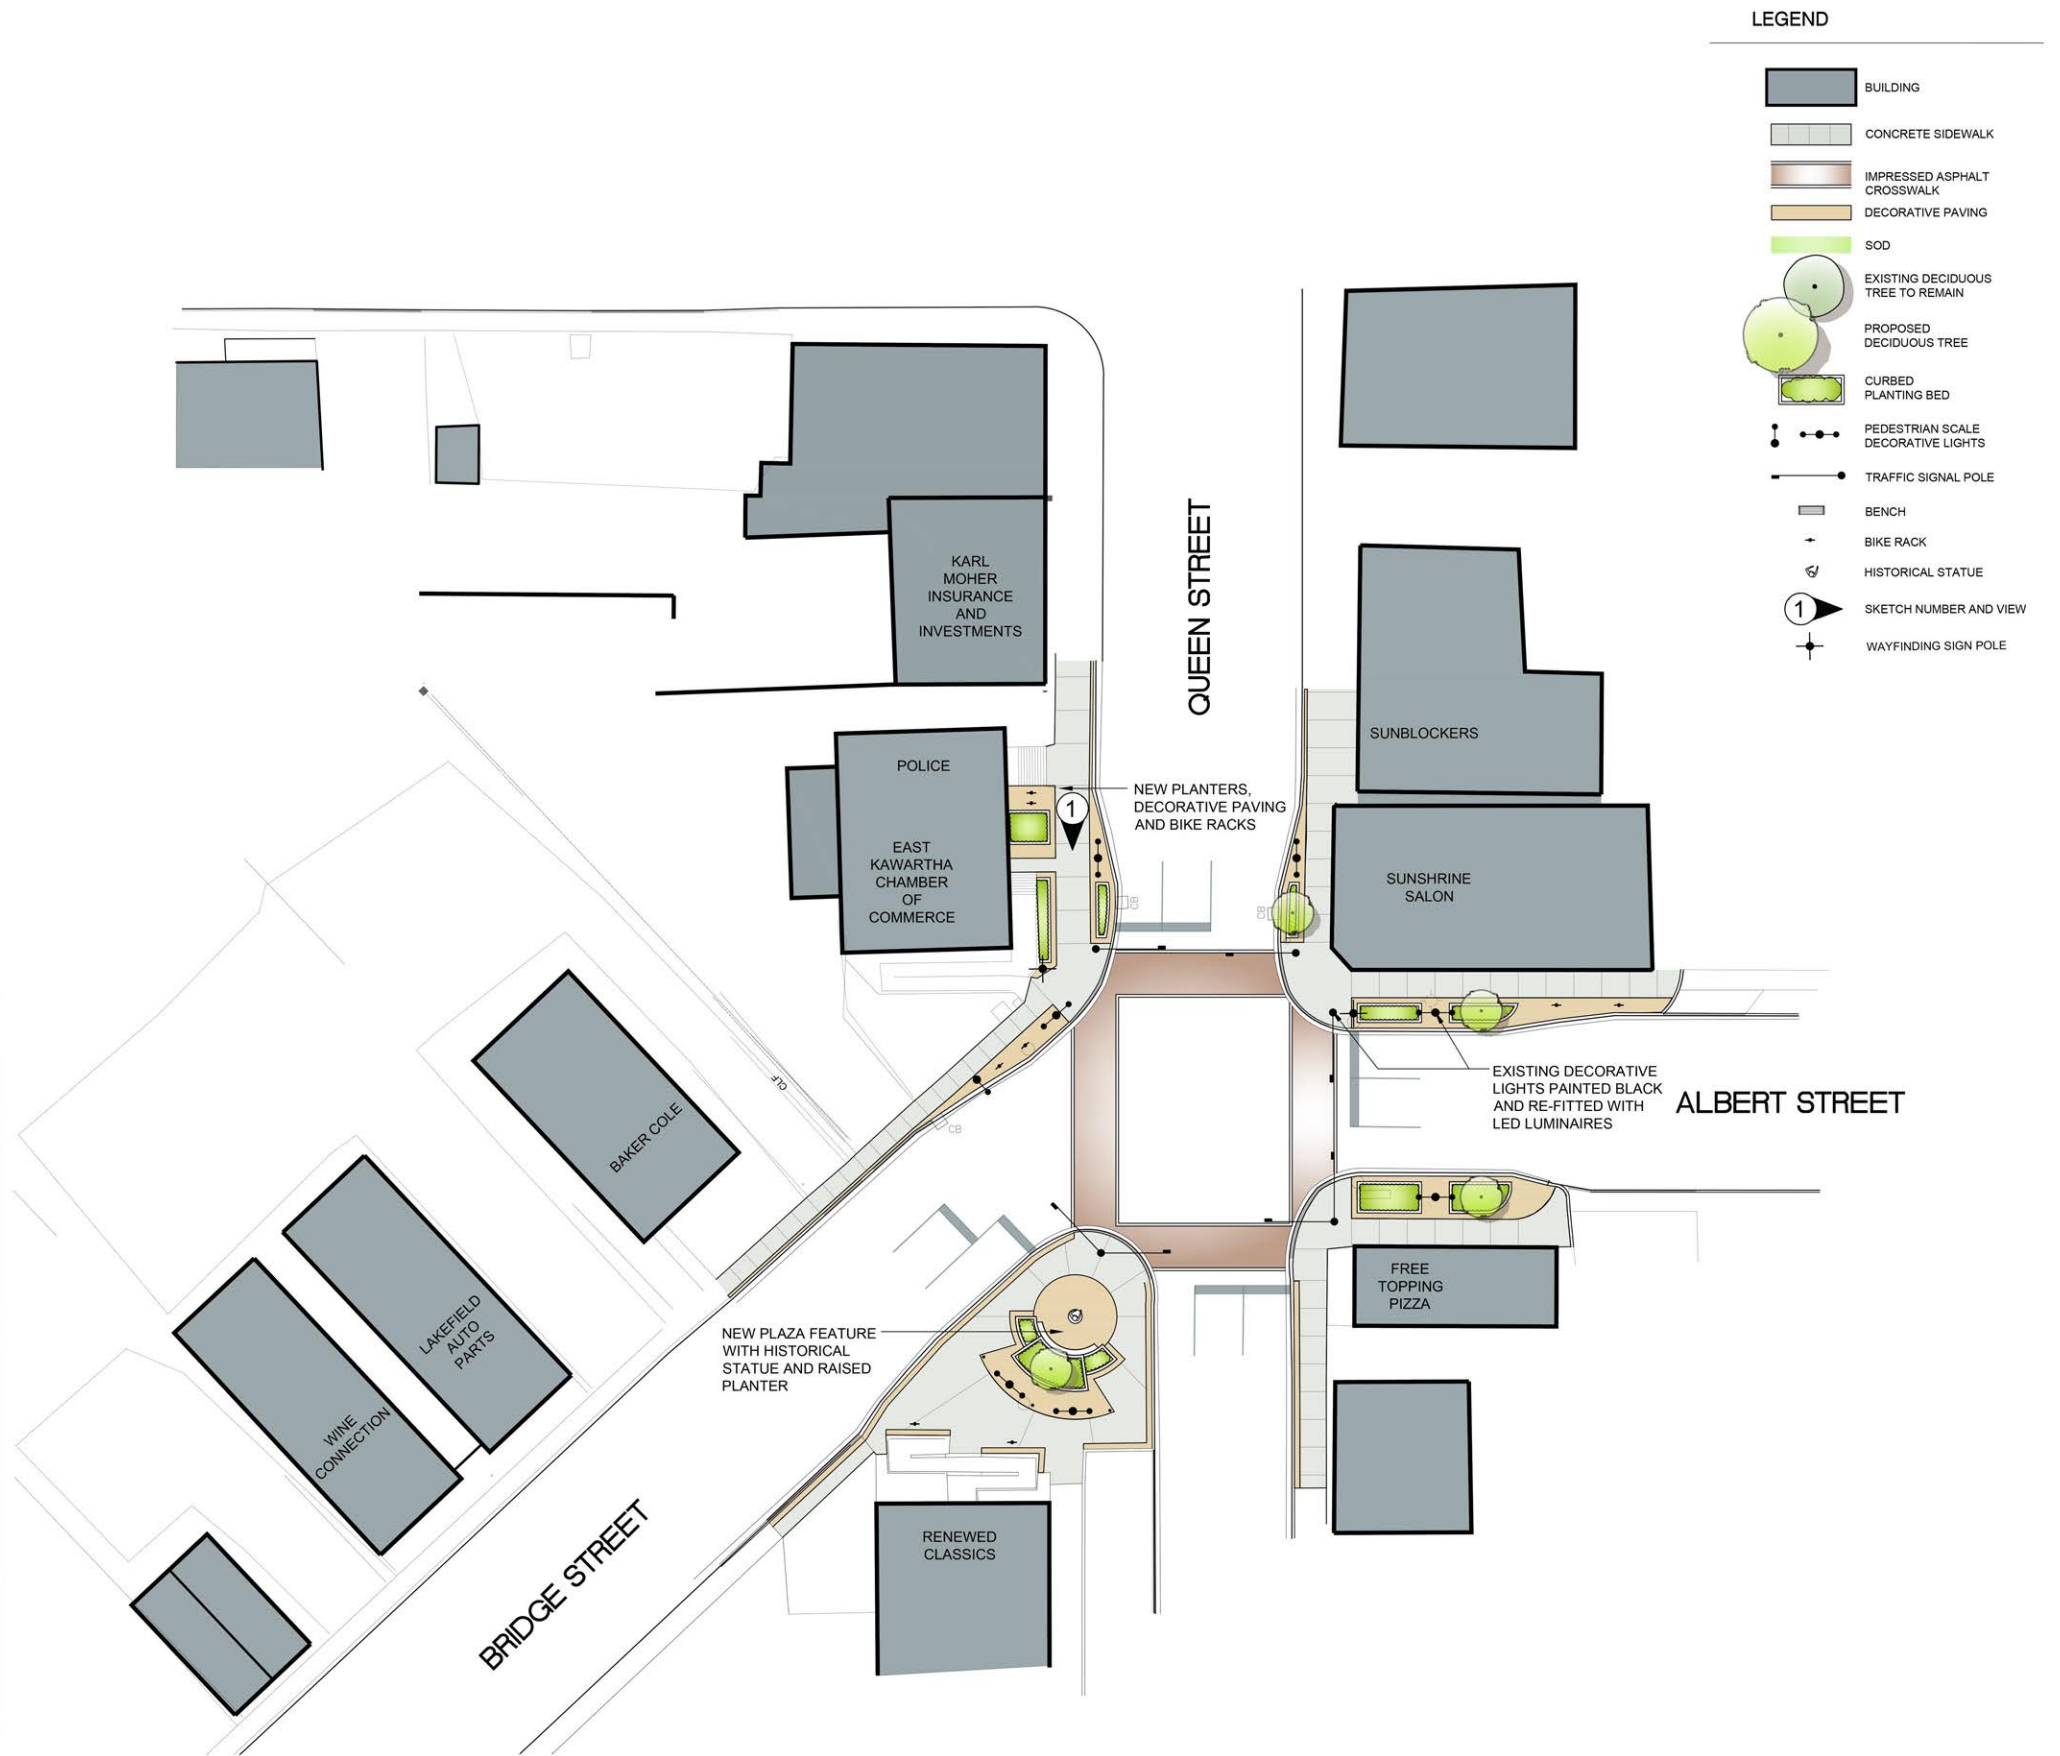 LEGEND
BUILDING
CONCRETE SIDEWALK
IMPRESSED ASPHALT
CROSSWALK
DECORATIVE PAVING
SOD
EXISTING DECIDUOUS
TREE TO REMAIN
PROPOSED
DECIDUOUS TREE
CURBED
PLANTING BED
PEDESTRIAN SCALE
DECORATIVE LIGHTS
TRAFFIC SIGNAL POLE
BENCH
BIKE RACK
HISTORICAL STATUE
1
SKETCH NUMBER AND VIEW
WAYFINDING SIGN POLE
KARL
MOHER
INSURANCE
AND
INVESTMENTS
QUEEN STREET
SUNBLOCKERS
POLICE
NEW PLANTERS,
DECORATIVE PAVING
AND BIKE RACKS
1
EAST
KAWARTHA
CHAMBER
OF
COMMERCE
SUNSHRINE
SALON
CB
CB
EXISTING DECORATIVE
LIGHTS PAINTED BLACK
AND RE-FITTED WITH
LED LUMINAIRES
ALBERT STREET
CLF
CB
BAKER COLE
FREE
TOPPING
PIZZA
LAKEFIELD
AUTO
PARTS
NEW PLAZA FEATURE
WITH HISTORICAL
STATUE AND RAISED
PLANTER
WINE
CONNECTION
BRIDGE STREET
RENEWED
CLASSICS